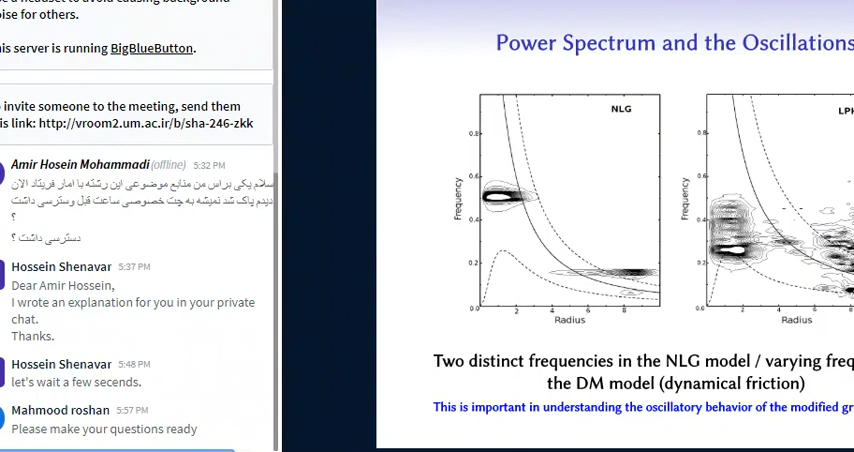 e a headset to avoid causing background
oise for others.
is server is running BigBlueButton.
invite someone to the meeting, send them
is link: http://vroom2.um.ac.ir/b/sha-246-zkk
Amir Hosein Mohammadi (offline) 5:32 PM
سلام یکی براس من منابع موضوعی این رشته با امار فریتاد الان
دیدم پاک شد نمیشه به چت خصوصی ساعت قبل وسترسی داشت
؟
دسترسی داشت ؟
Hossein Shenavar 5:37 PM
Dear Amir Hossein,
I wrote an explanation for you in your private
chat.
Thanks.
Hossein Shenavar 5:48 PM
let's wait a few seconds.
Mahmood roshan 5:57 PM
Please make your questions ready
Power Spectrum and the Oscillations
NLG
LPH
Frequency
0.8
0.6
0.4
0.2
0.0
2 4 6 8
Radius
Frequency
0.8
0.6
0.4
0.2
0.0
2 4 6 8
Radius
Two distinct frequencies in the NLG model / varying freq
the DM model (dynamical friction)
This is important in understanding the oscillatory behavior of the modified gr